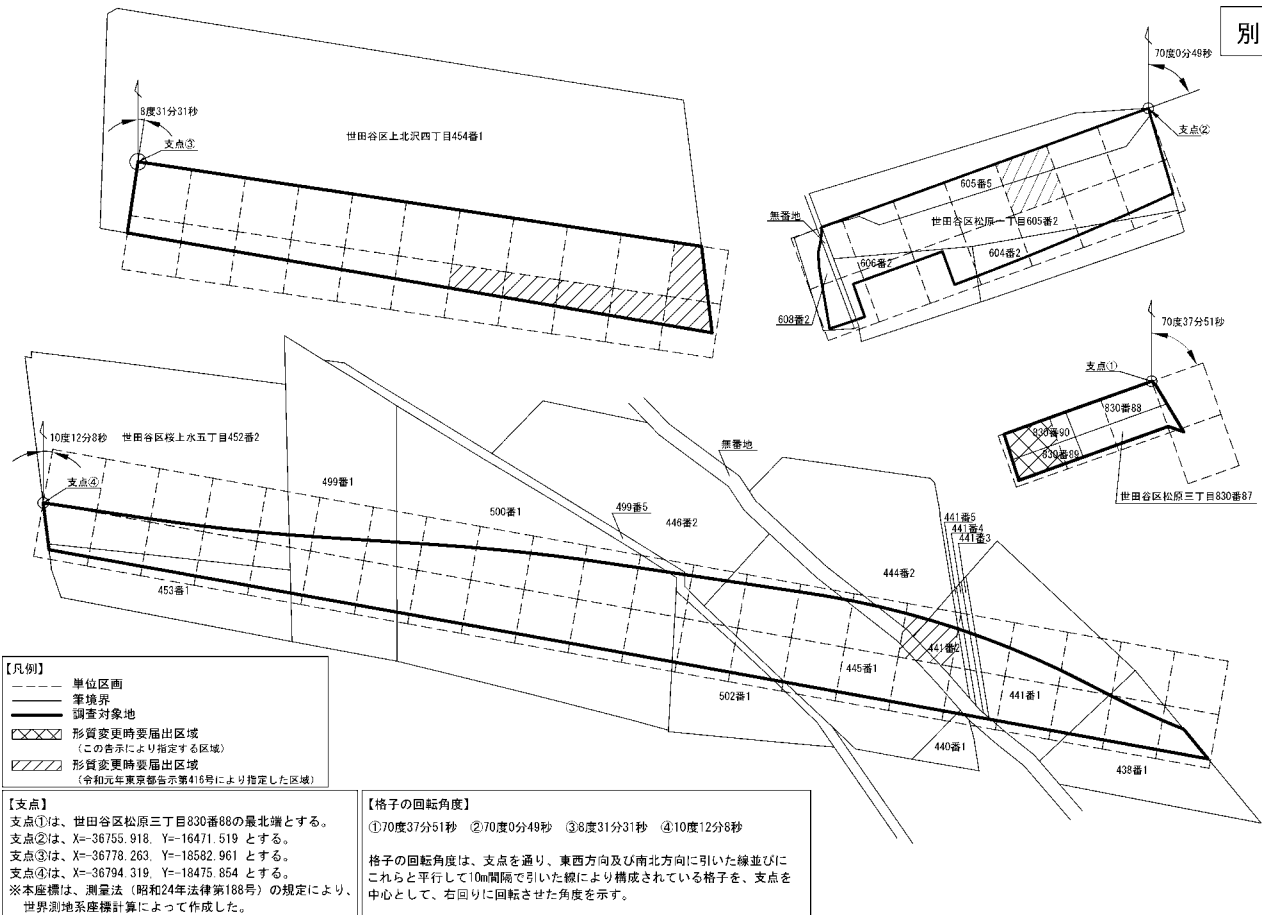 別
8度31分31秒
支点③
世田谷区上北沢四丁目454番1
70度0分49秒
支点②
605番5
無番地
世田谷区松原一丁目605番2
606番2
604番2
608番2
70度37分51秒
支点①
830番88
830番90
830番89
世田谷区松原三丁目830番87
10度12分8秒
世田谷区桜上水五丁目452番2
支点④
499番1
500番1
499番5
446番2
無番地
441番5
441番4
441番3
444番2
453番1
441番2
445番1
441番1
502番1
440番1
438番1
【凡例】
単位区画
筆境界
調査対象地
形質変更時要届出区域
(この告示により指定する区域)
形質変更時要届出区域
(令和元年東京都告示第416号により指定した区域)
【支点】
支点①は、世田谷区松原三丁目830番88の最北端とする。
支点②は、X=-36755.918、Y=-16471.519 とする。
支点③は、X=-36778.263、Y=-18582.961 とする。
支点④は、X=-36794.319、Y=-18475.854 とする。
※本座標は、測量法（昭和24年法律第188号）の規定により、
世界測地系座標計算によって作成した。
【格子の回転角度】
①70度37分51秒 ②70度0分49秒 ③8度31分31秒 ④10度12分8秒
格子の回転角度は、支点を通り、東西方向及び南北方向に引いた線並びに
これらと平行して10m間隔で引いた線により構成されている格子を、支点を
中心として、右回りに回転させた角度を示す。